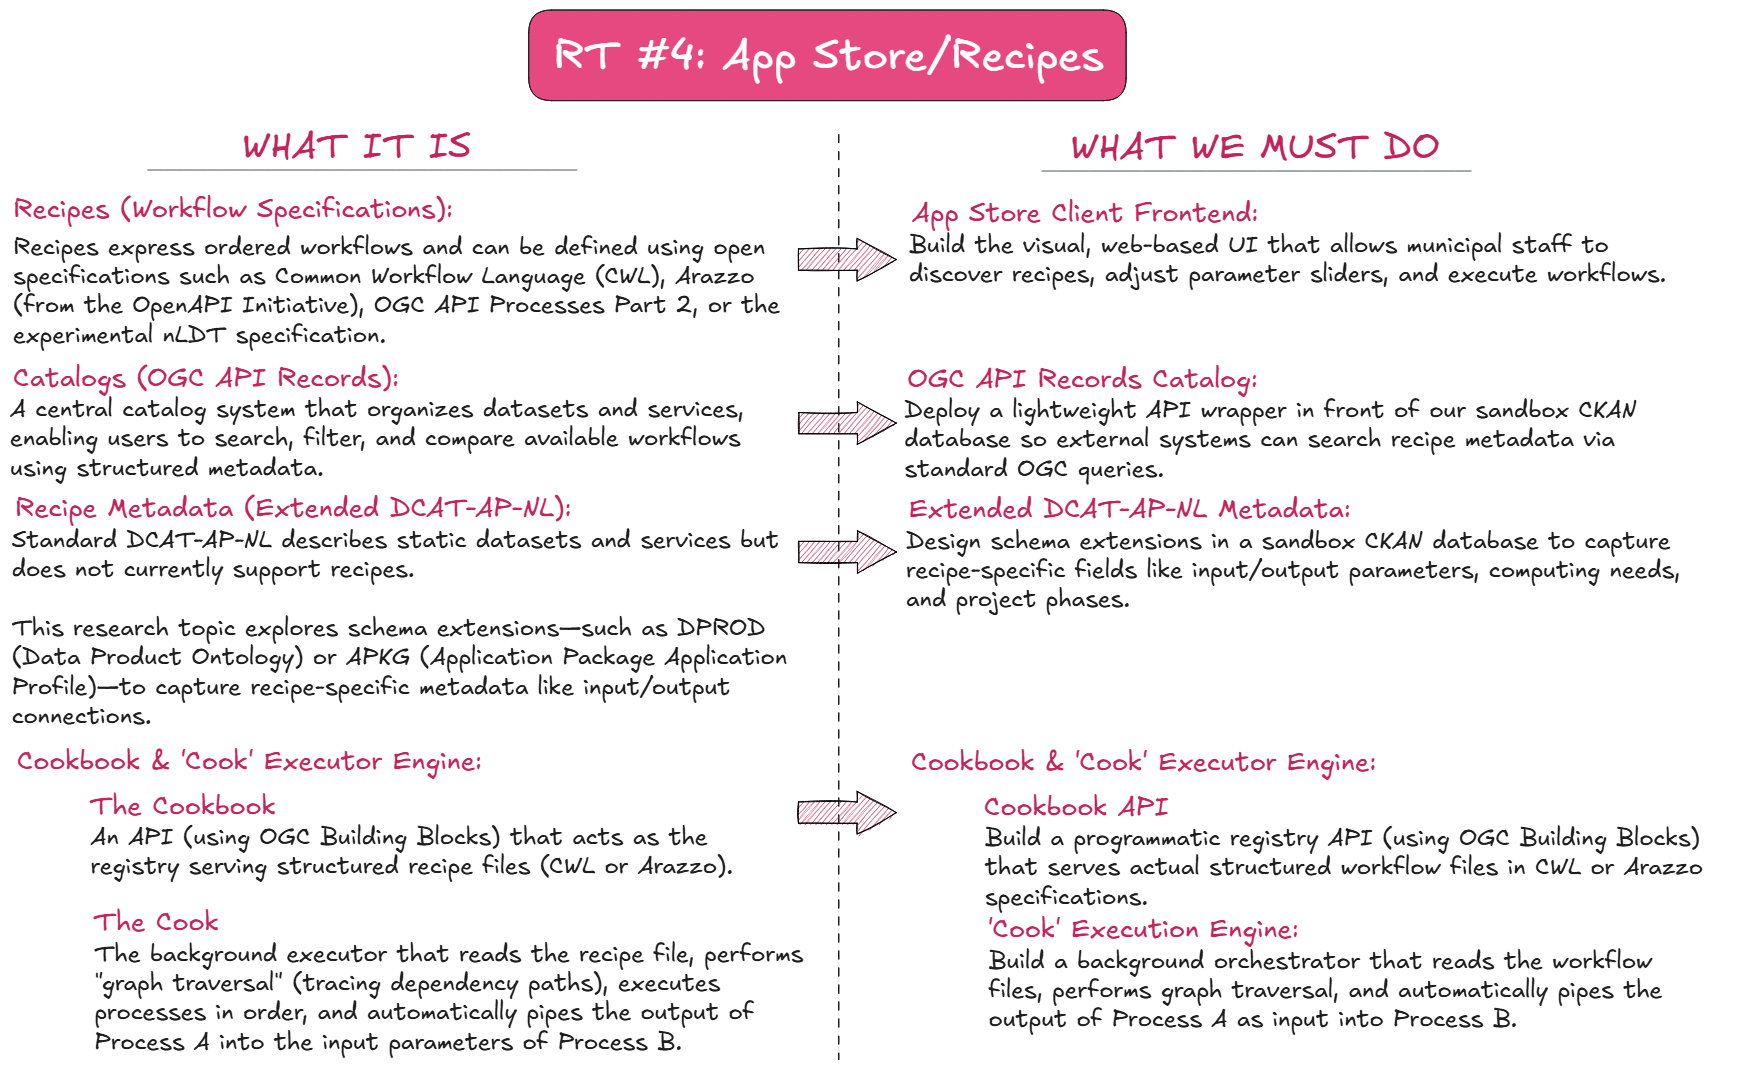 RT #4: App Store/Recipes
WHAT IT IS
Recipes (Workflow Specifications):
Recipes express ordered workflows and can be defined using open
specifications such as Common Workflow Language (CWL), Arazzo
(from the OpenAPI Initiative), OGC API Processes Part 2, or the
experimental nLDT specification.
Catalogs (OGC API Records):
A central catalog system that organizes datasets and services,
enabling users to search, filter, and compare available workflows
using structured metadata.
Recipe Metadata (Extended DCAT-AP-NL):
Standard DCAT-AP-NL describes static datasets and services but
does not currently support recipes.
This research topic explores schema extensions—such as DPROD
(Data Product Ontology) or APKG (Application Package Application
Profile)—to capture recipe-specific metadata like input/output
connections.
Cookbook & 'Cook' Executor Engine:
The Cookbook
An API (using OGC Building Blocks) that acts as the
registry serving structured recipe files (CWL or Arazzo).
The Cook
The background executor that reads the recipe file, performs
"graph traversal" (tracing dependency paths), executes
processes in order, and automatically pipes the output of
Process A into the input parameters of Process B.
WHAT WE MUST DO
App Store Client Frontend:
Build the visual, web-based UI that allows municipal staff to
discover recipes, adjust parameter sliders, and execute workflows.
OGC API Records Catalog:
Deploy a lightweight API wrapper in front of our sandbox CKAN
database so external systems can search recipe metadata via
standard OGC queries.
Extended DCAT-AP-NL Metadata:
Design schema extensions in a sandbox CKAN database to capture
recipe-specific fields like input/output parameters, computing needs,
and project phases.
Cookbook & 'Cook' Executor Engine:
Cookbook API
Build a programmatic registry API (using OGC Building Blocks)
that serves actual structured workflow files in CWL or Arazzo
specifications.
'Cook' Execution Engine:
Build a background orchestrator that reads the workflow
files, performs graph traversal, and automatically pipes the
output of Process A as input into Process B.